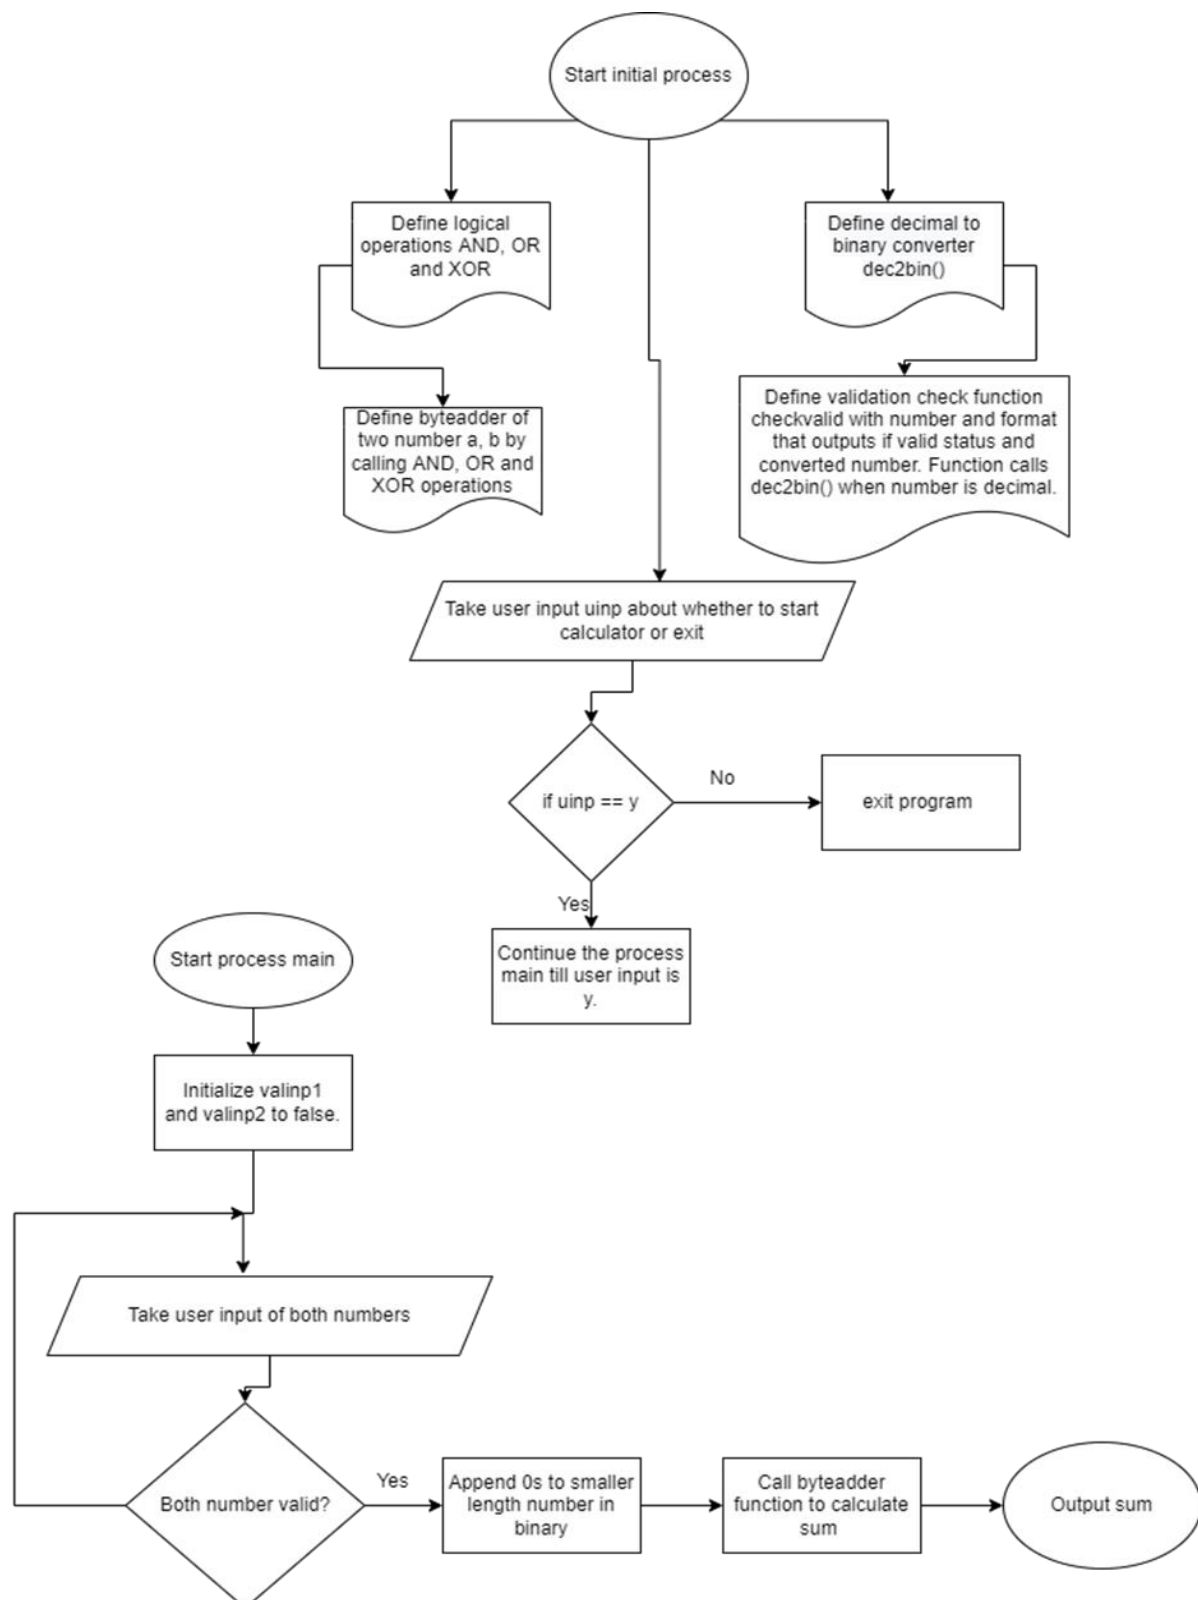 Start initial process
Define logical
operations AND, OR
and XOR
Define decimal to
binary converter
dec2bin()
Define byteadder of
two number a, b by
calling AND, OR and
XOR operations
Define validation check function
checkvalid with number and format
that outputs if valid status and
converted number. Function calls
dec2bin() when number is decimal.
Take user input uinp about whether to start
calculator or exit
if uinp == y
No
exit program
Yes
Continue the process
main till user input is
y.
Start process main
Initialize valinp1
and valinp2 to false.
Take user input of both numbers
Both number valid?
Yes
Append 0s to smaller
length number in
binary
Call byteadder
function to calculate
sum
Output sum